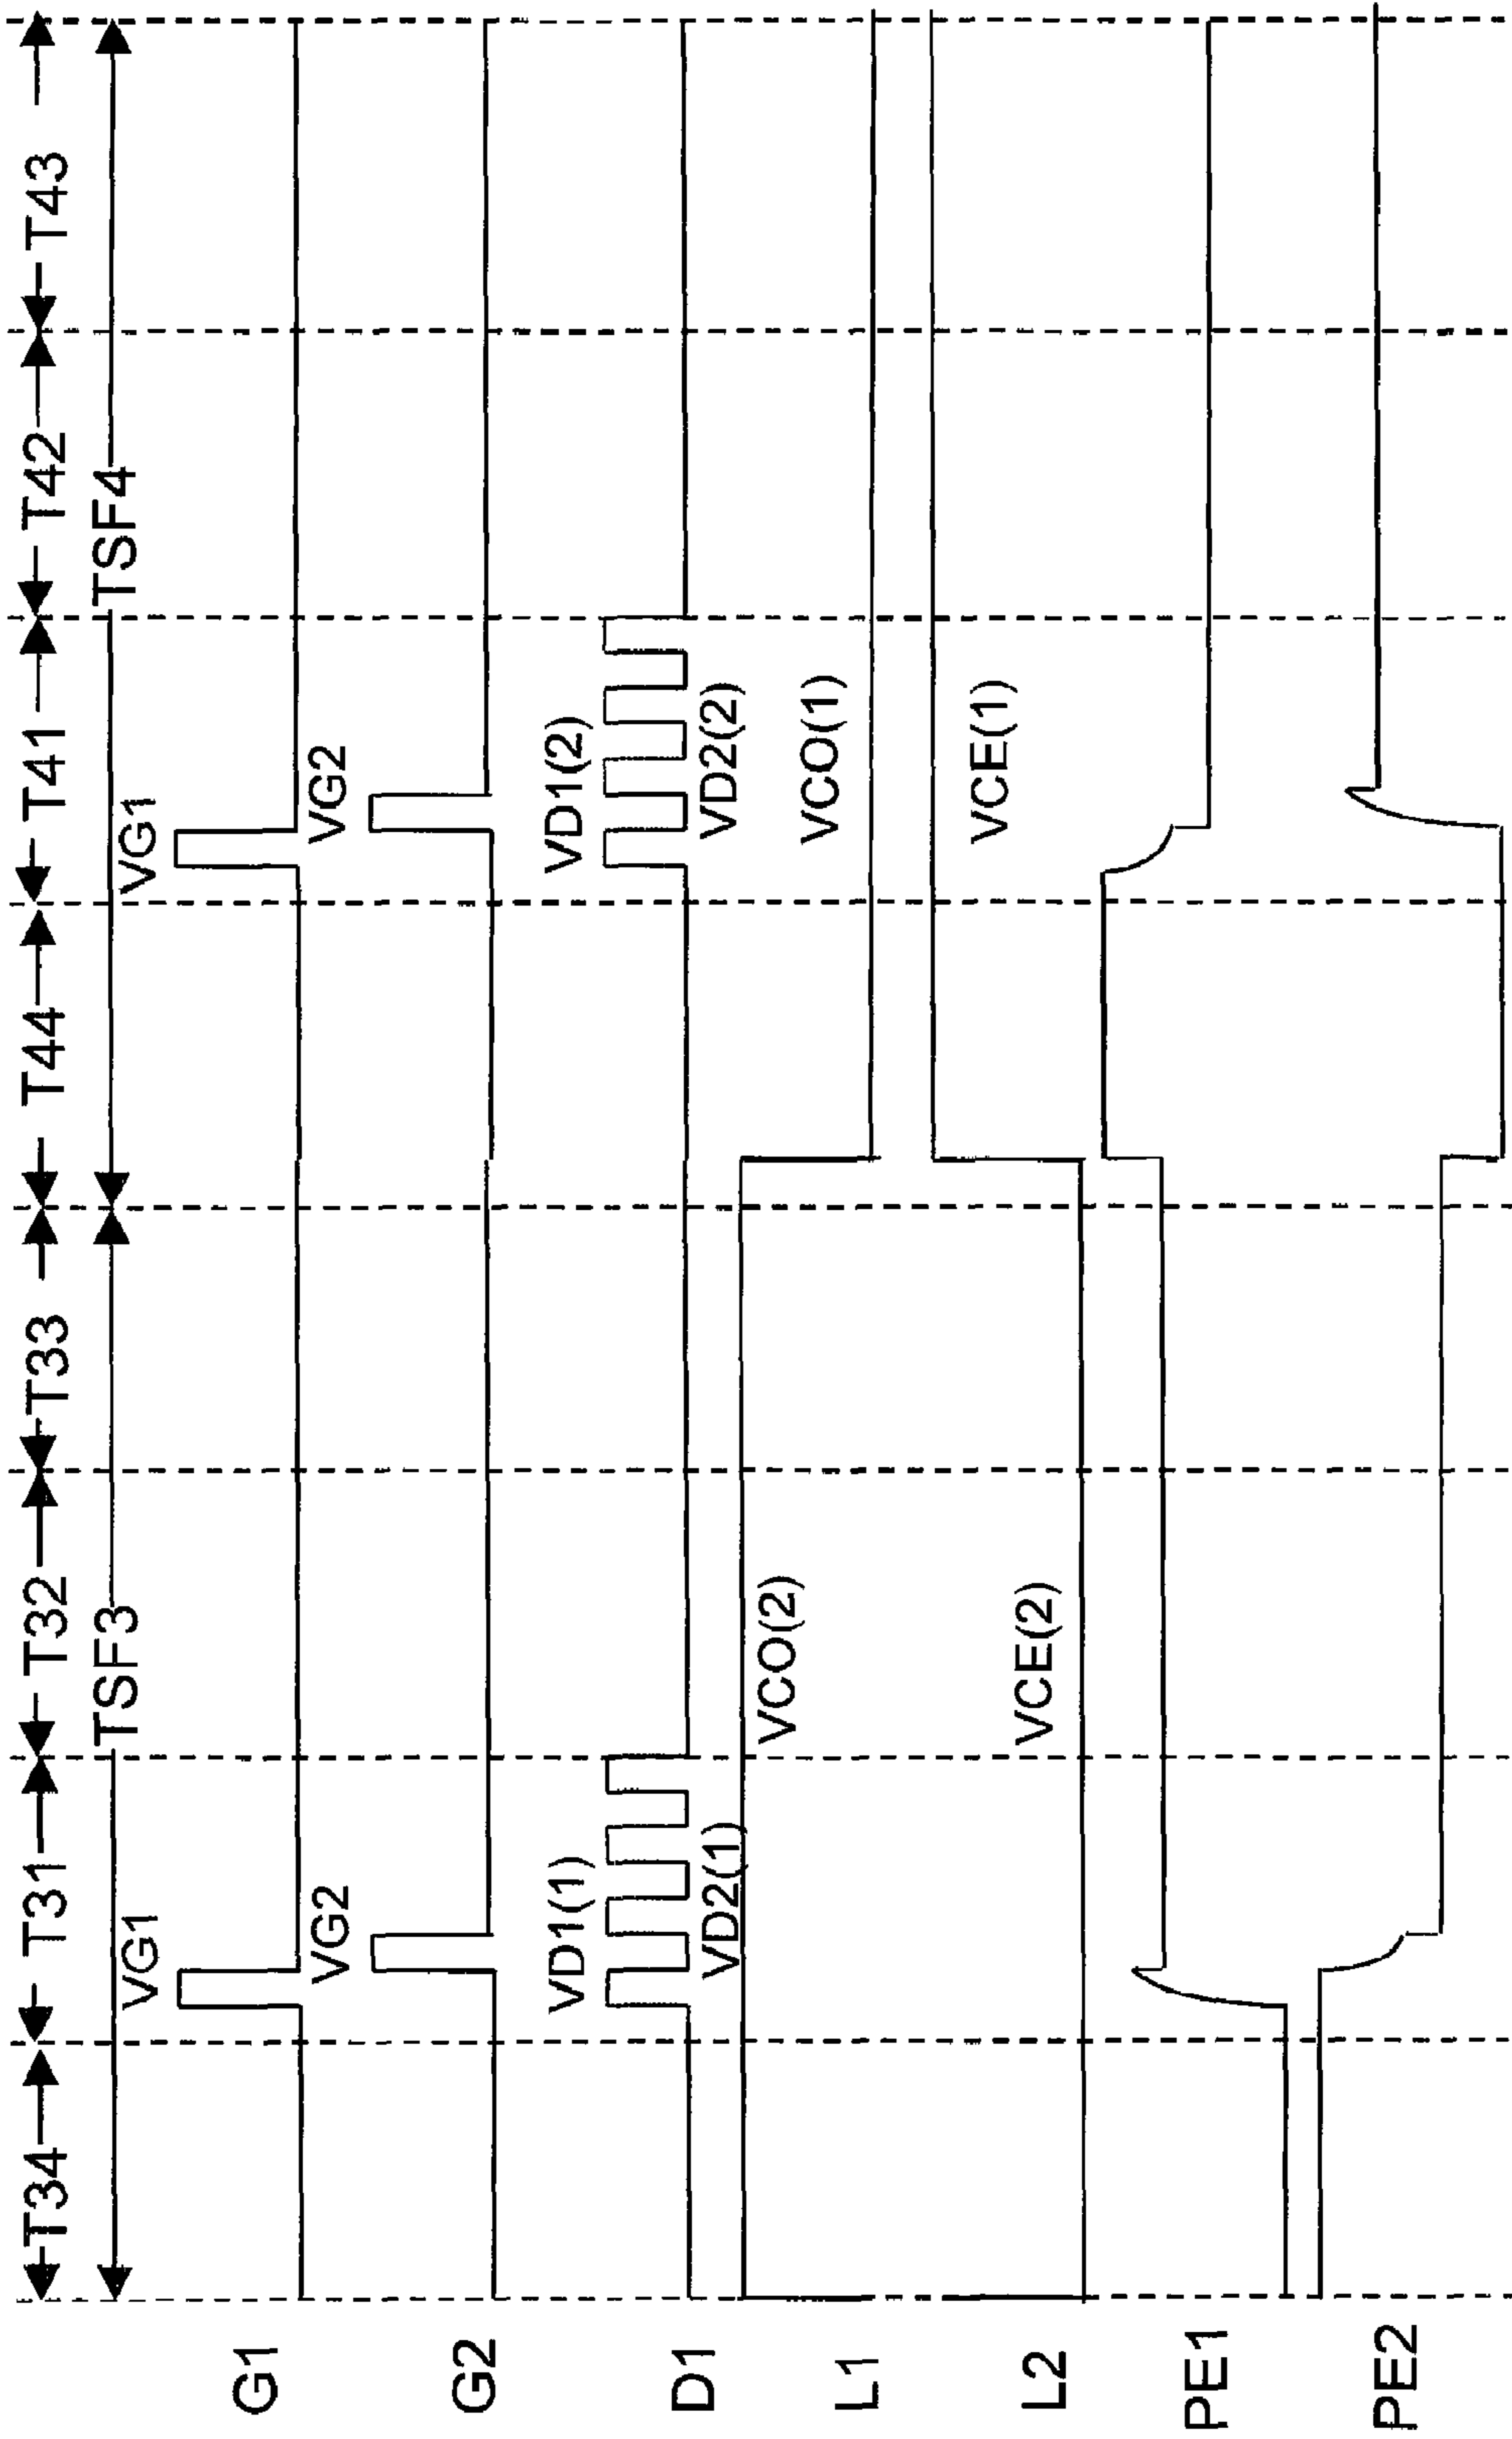 T34 T31 T32 T33 T44 T41 T42 T43
TSF3 TSF4
VG1 VG1
G1
VG2 VG2
G2
VD1(1) VD1(2)
D1
VD2(1) VD2(2)
VCO(2) VCO(1)
L1
VCE(2) VCE(1)
L2
PE1
PE2